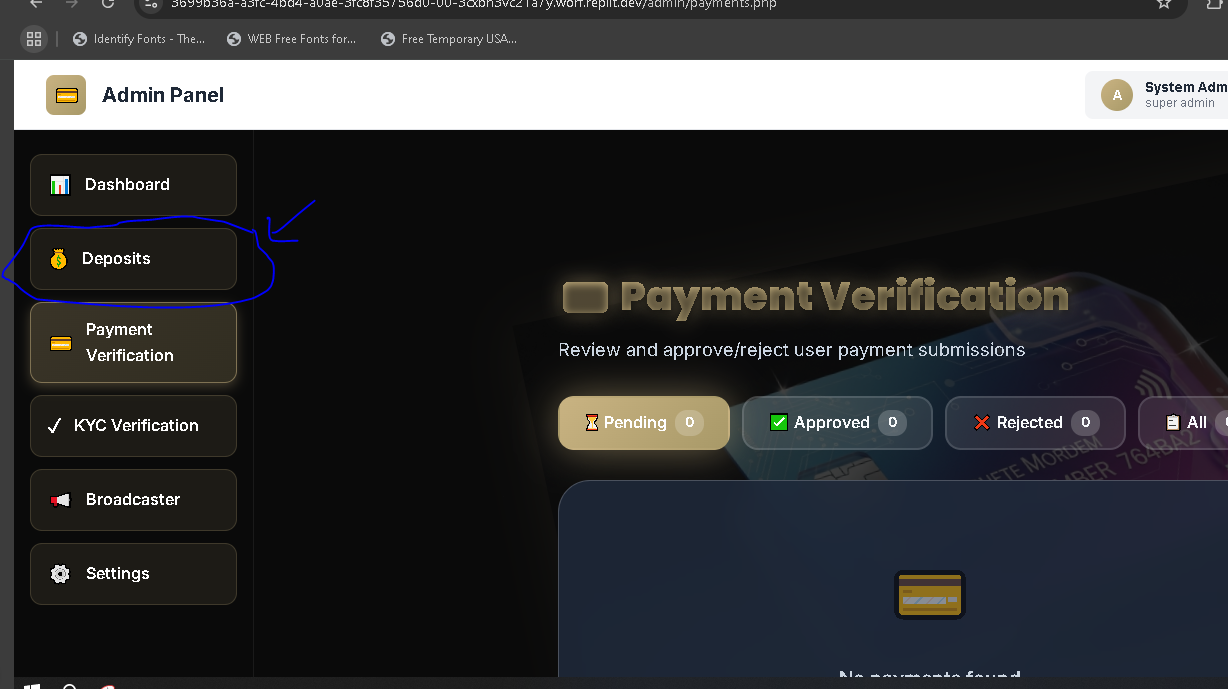 3699b36a-a3fc-4bd4-a0ae-3fc8f35756d0-00-3cxbh3vc21a7y.worf.replit.dev/admin/payments.php
Identify Fonts - The... WEB Free Fonts for... Free Temporary USA...
Admin Panel
A
System Adm
super admin
Dashboard
Deposits
Payment
Verification
KYC Verification
Broadcaster
Settings
Payment Verification
Review and approve/reject user payment submissions
Pending 0
Approved 0
Rejected 0
All
No payments found